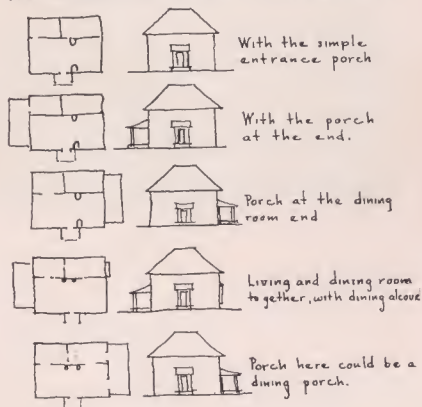 With the simple
entrance porch
With the porch
at the end.
Porch at the dining
room end
Living and dining room
together, with dining alcove
Porch here could be a
dining porch.